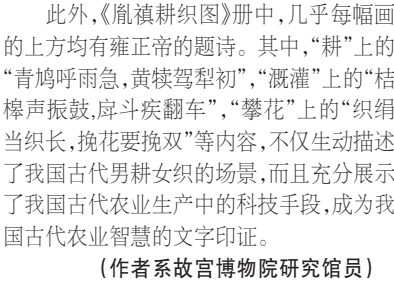 此外，《胤禛耕织图》册中，几乎每幅画
的上方均有雍正帝的题诗。其中，“耕”上的
“青鸠呼雨急，黄犊驾犁初”，“溉灌”上的“桔
槔声振鼓,戽斗疾翻车”，“攀花”上的“织绢
当织长，挽花要挽双”等内容，不仅生动描述
了我国古代男耕女织的场景，而且充分展示
了我国古代农业生产中的科技手段，成为我
国古代农业智慧的文字印证。
（作者系故宫博物院研究馆员）